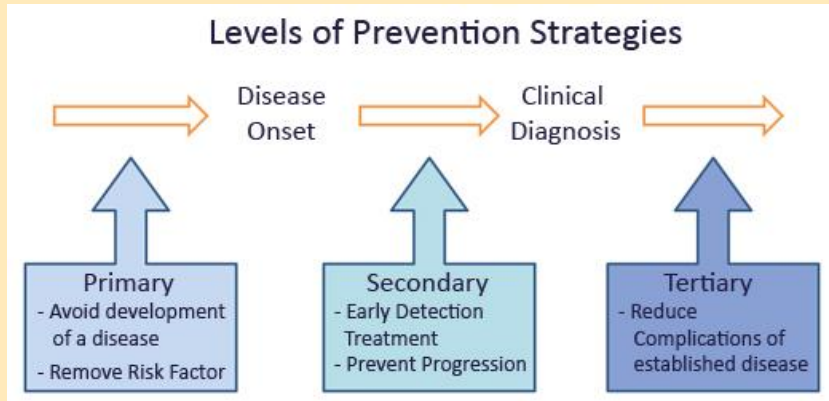 Levels of Prevention Strategies
Disease
Onset
Clinical
Diagnosis
Primary
- Avoid development
of a disease
- Remove Risk Factor
Secondary
- Early Detection
Treatment
- Prevent Progression
Tertiary
- Reduce
Complications of
established disease